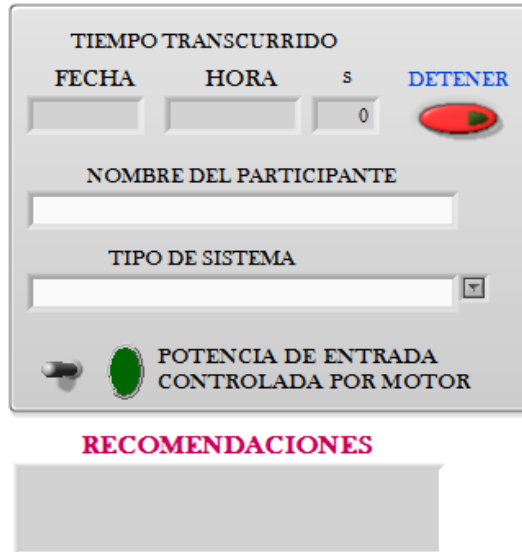 TIEMPO TRANSCURRIDO
FECHA HORA s DETENER
0
NOMBRE DEL PARTICIPANTE
TIPO DE SISTEMA
POTENCIA DE ENTRADA
CONTROLADA POR MOTOR
RECOMENDACIONES